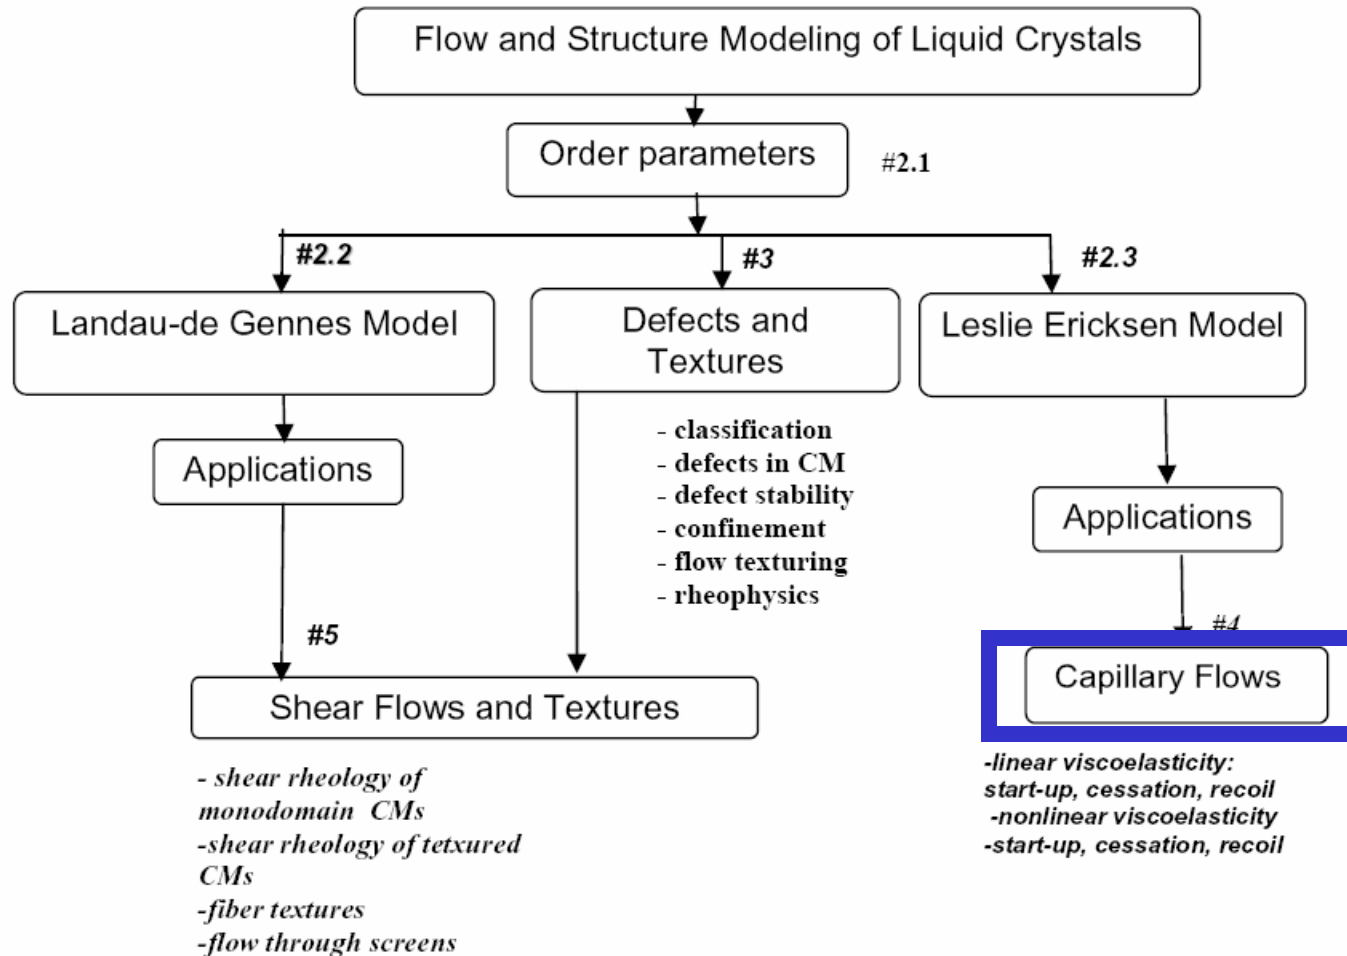 Flow and Structure Modeling of Liquid Crystals
Order parameters
#2.1
#2.2
#3
#2.3
Landau-de Gennes Model
Defects and
Textures
Leslie Ericksen Model
Applications
- classification
- defects in CM
- defect stability
- confinement
- flow texturing
- rheophysics
Applications
#5
#4
Shear Flows and Textures
Capillary Flows
- shear rheology of
monodomain CMs
-shear rheology of tetxured
CMs
-fiber textures
-flow through screens
-linear viscoelasticity:
start-up, cessation, recoil
-nonlinear viscoelasticity
-start-up, cessation, recoil